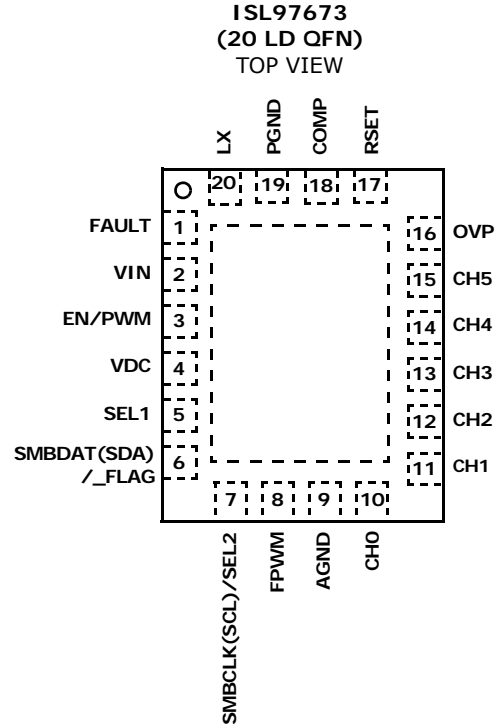 ISL97673
(20 LD QFN)
TOP VIEW
LX
PGND
COMP
RSET
20
19
18
17
FAULT
1
VIN
2
EN/PWM
3
VDC
4
SEL1
5
SMBDAT(SDA)
/_FLAG
6
16
OVP
15
CH5
14
CH4
13
CH3
12
CH2
11
CH1
7
8
9
10
SMBCLK(SCL)/SEL2
FPWM
AGND
CH0